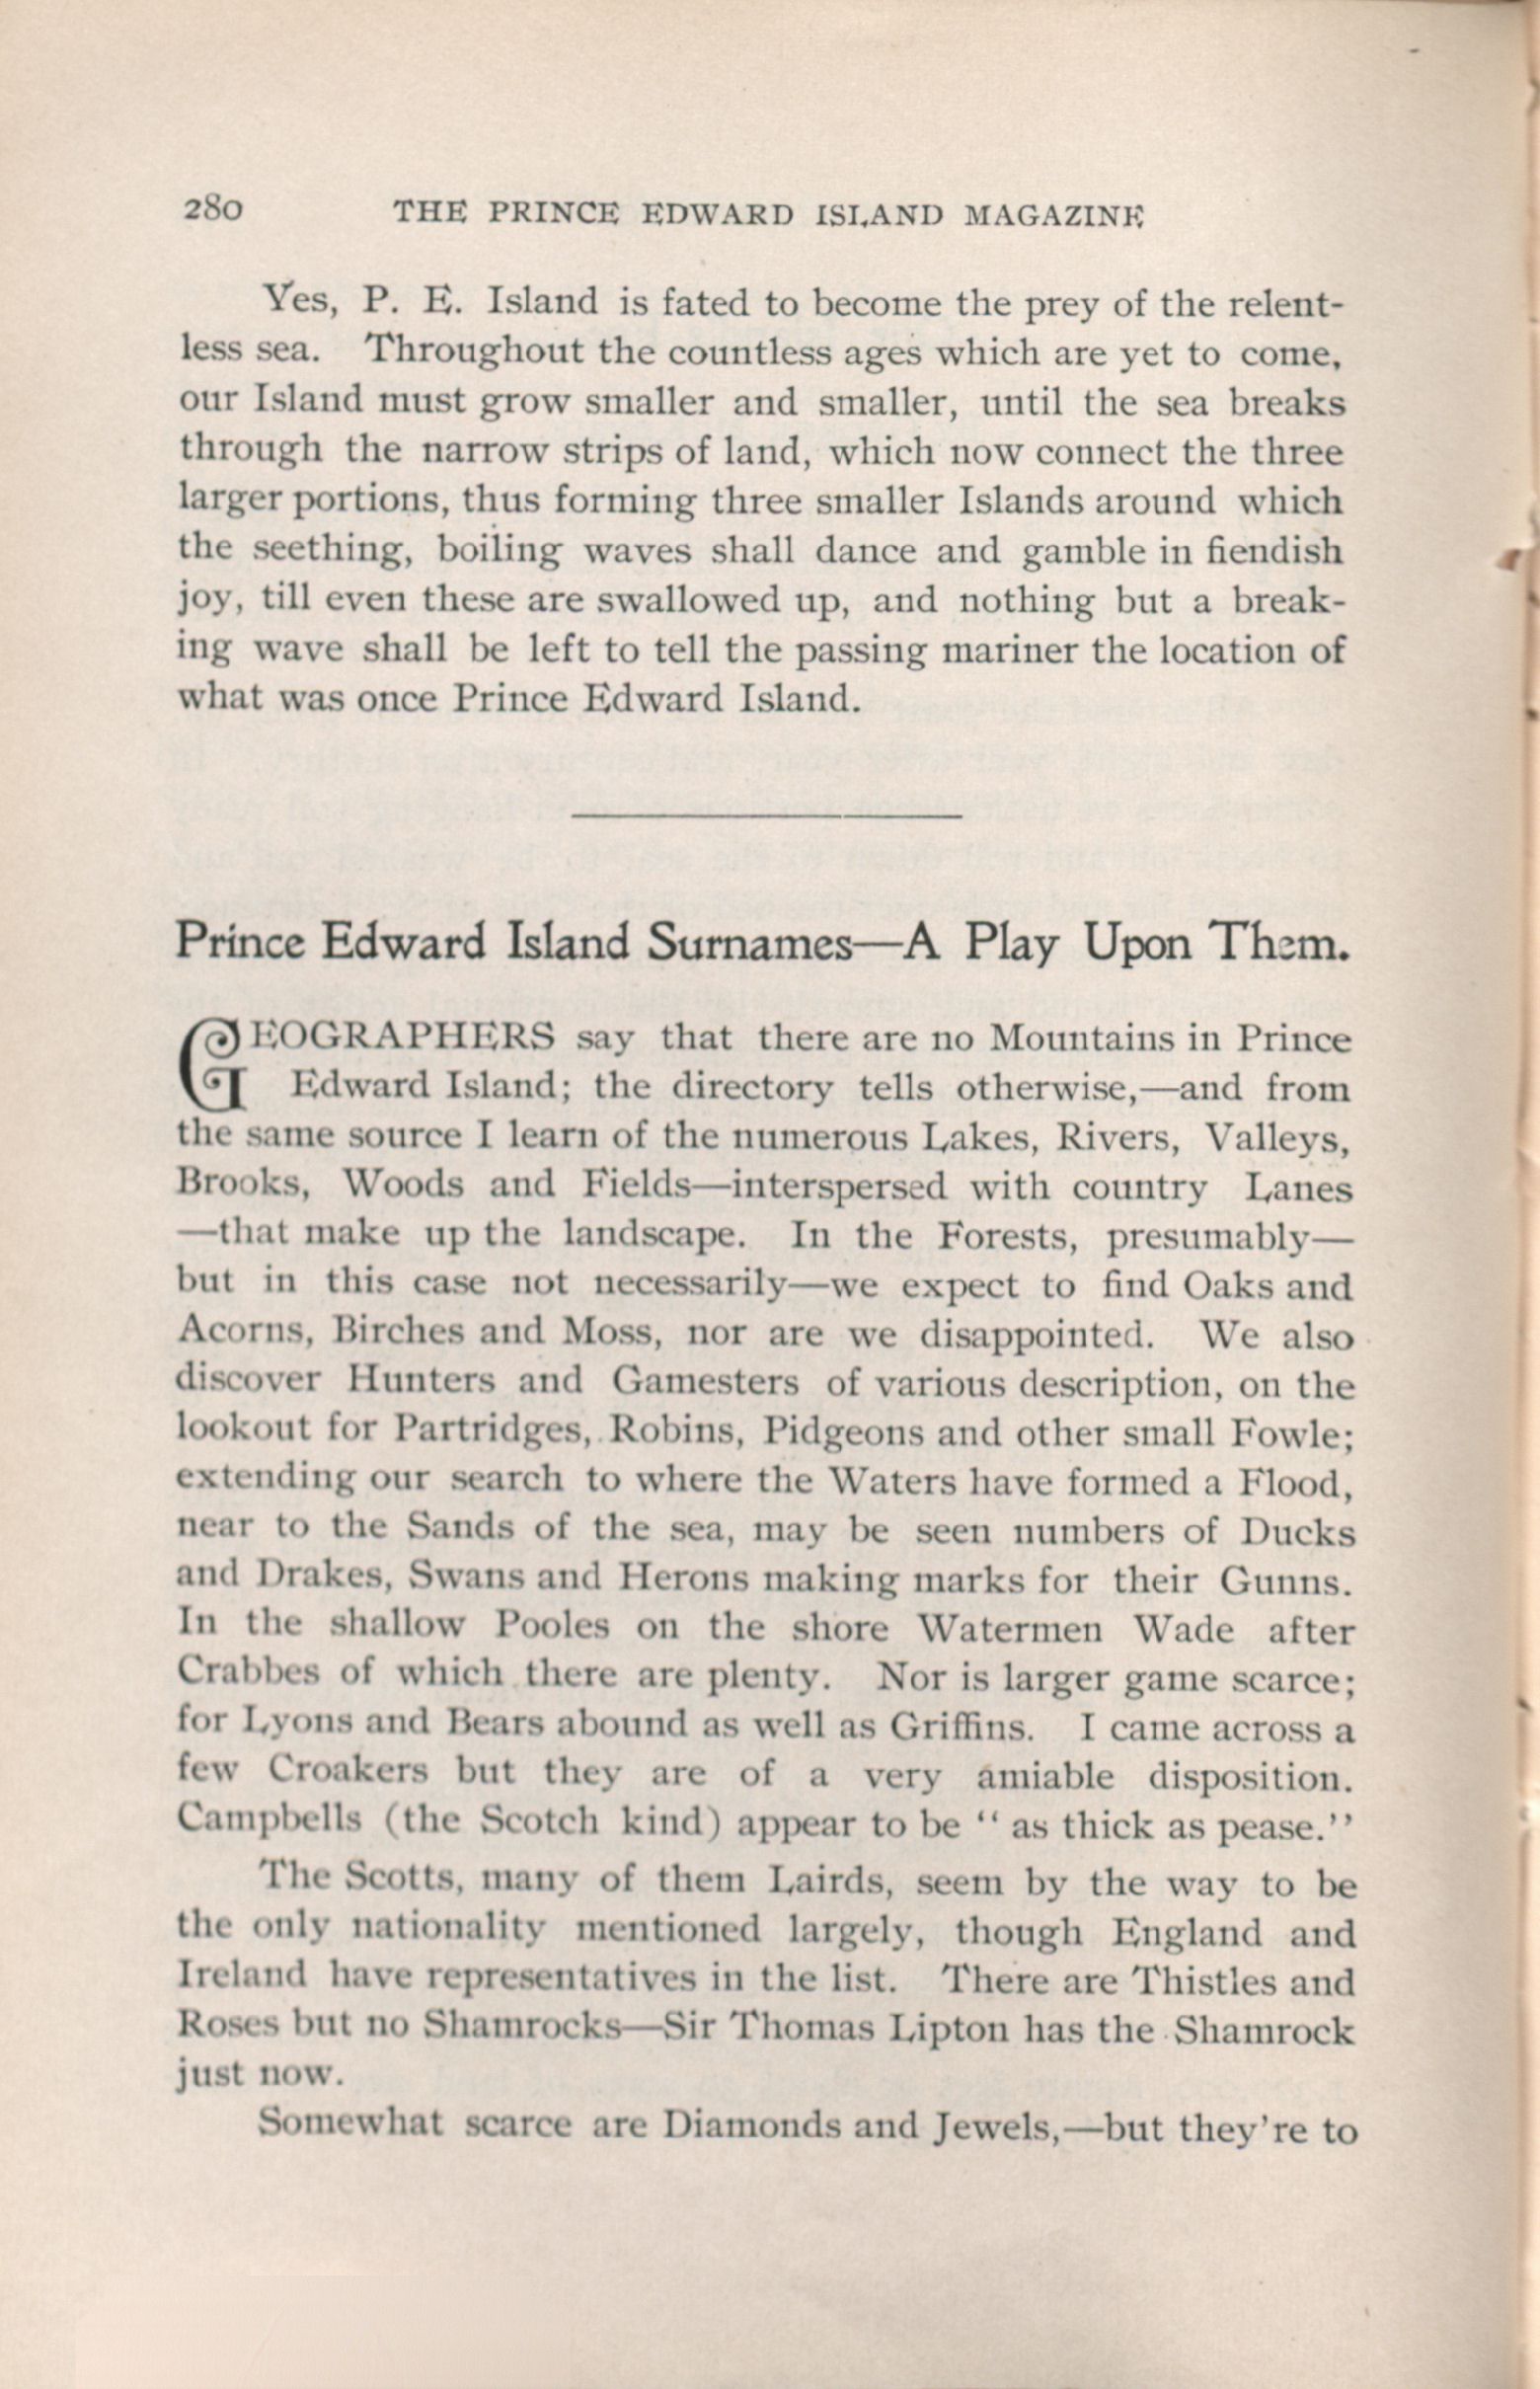 280 THE PRINCE EDWARD ISLAND MAGAZINE
Yes, P. E. Island is fated to become the prey of the relent-
less sea. Throughout the countless ages which are yet to come,
our Island must grow smaller and smaller, until the sea breaks
through the narrow strips of land, which now connect the three
larger portions, thus forming three smaller Islands around which
the seething, boiling waves shall dance and gamble in fiendish
joy, till even these are swallowed up, and nothing but a break-
ing wave shall be left to tell the passing mariner the location of
what was once Prince Edward Island.
Prince Edward Island Surnames—A Play Upon Them.
GEOGRAPHERS say that there are no Mountains in Prince
Edward Island; the directory tells otherwise,—and from
the same source I learn of the numerous Lakes, Rivers, Valleys,
Brooks, Woods and Fields—interspersed with country Lanes
—that make up the landscape. In the Forests, presumably—
but in this case not necessarily—we expect to find Oaks and
Acorns, Birches and Moss, nor are we disappointed. We also
discover Hunters and Gamesters of various description, on the
lookout for Partridges, Robins, Pidgeons and other small Fowle;
extending our search to where the Waters have formed a Flood,
near to the Sands of the sea, may be seen numbers of Ducks
and Drakes, Swans and Herons making marks for their Gunns.
In the shallow Pooles on the shore Watermen Wade after
Crabbes of which there are plenty. Nor is larger game scarce;
for Lyons and Bears abound as well as Griffins. I came across a
few Croakers but they are of a very amiable disposition.
Campbells (the Scotch kind) appear to be "as thick as pease."
The Scotts, many of them Lairds, seem by the way to be
the only nationality mentioned largely, though England and
Ireland have representatives in the list. There are Thistles and
Roses but no Shamrocks—Sir Thomas Lipton has the Shamrock
just now.
Somewhat scarce are Diamonds and Jewels,—but they're to